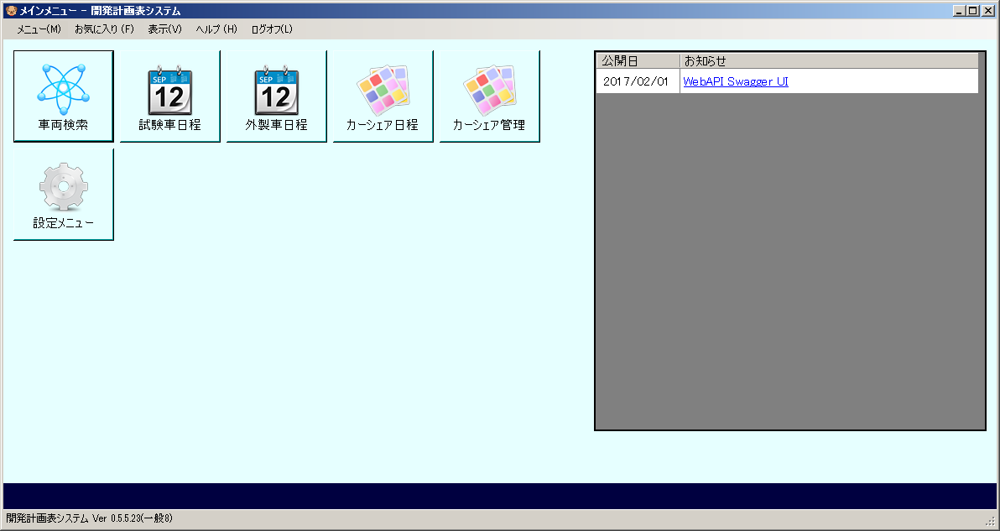 メインメニュー - 開発計画表システム
メニュー(M) お気に入り(F) 表示(V) ヘルプ(H) ログオフ(L)
車両検索
SEP
12
試験車日程
SEP
12
外製車日程
カーシェア日程
カーシェア管理
設定メニュー
公開日 お知らせ
2017/02/01 WebAPI Swagger UI
開発計画表システム Ver 0.5.5.23(一般8)